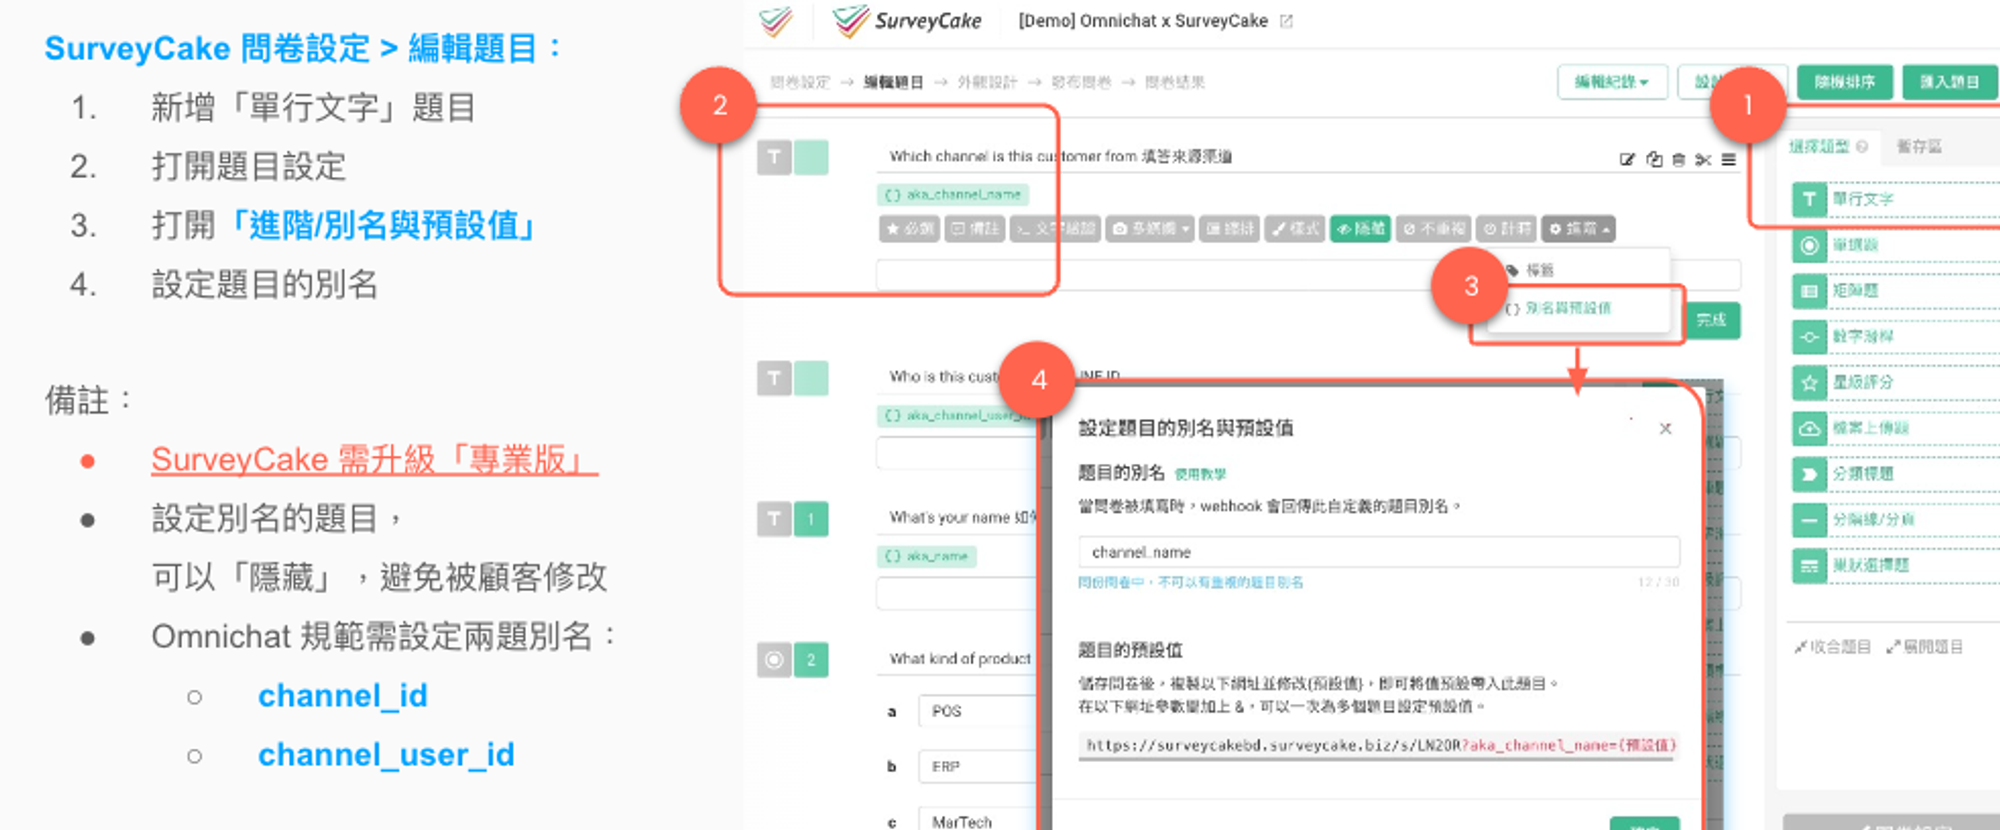 SurveyCake 問卷設定 > 編輯題目：
1. 新增「單行文字」題目
2. 打開題目設定
3. 打開「進階/別名與預設值」
4. 設定題目的別名
備註：
SurveyCake 需升級「專業版」
設定別名的題目，
可以「隱藏」，避免被顧客修改
Omnichat 規範需設定兩題別名：
channel_id
channel_user_id
SurveyCake [Demo] Omnichat x SurveyCake
問卷設定 → 編輯題目 → 外觀設計 → 發布問卷 → 問卷結果
編輯紀錄 隨機排序 匯入題目
2
1
選擇題型 暫存區
Which channel is this customer from 填答來源渠道
{} aka_channel_name
必填 備註 多媒體 樣式 隱藏 不重複 計時 進階
標籤
3
{} 別名與預設值
完成
單行文字
單選題
矩陣題
數字滑桿
星級評分
檔案上傳題
分類標題
分隔線/分頁
巢狀選擇題
收合題目 展開題目
Who is this cust
4
{} aka_channel_user_
T 1 What's your name
{} aka_name
2 What kind of product
a POS
b ERP
c MarTech
設定題目的別名與預設值
題目的別名 使用教學
當問卷被填寫時，webhook 會回傳此自定義的題目別名。
channel_name
同份問卷中，不可以有重複的題目別名 12 / 30
題目的預設值
儲存問卷後，複製以下網址並修改{預設值}，即可將值預設帶入此題目。
在以下網址參數間加上 &，可以一次為多個題目設定預設值。
https://surveycakebd.surveycake.biz/s/LN20R?aka_channel_name={預設值}